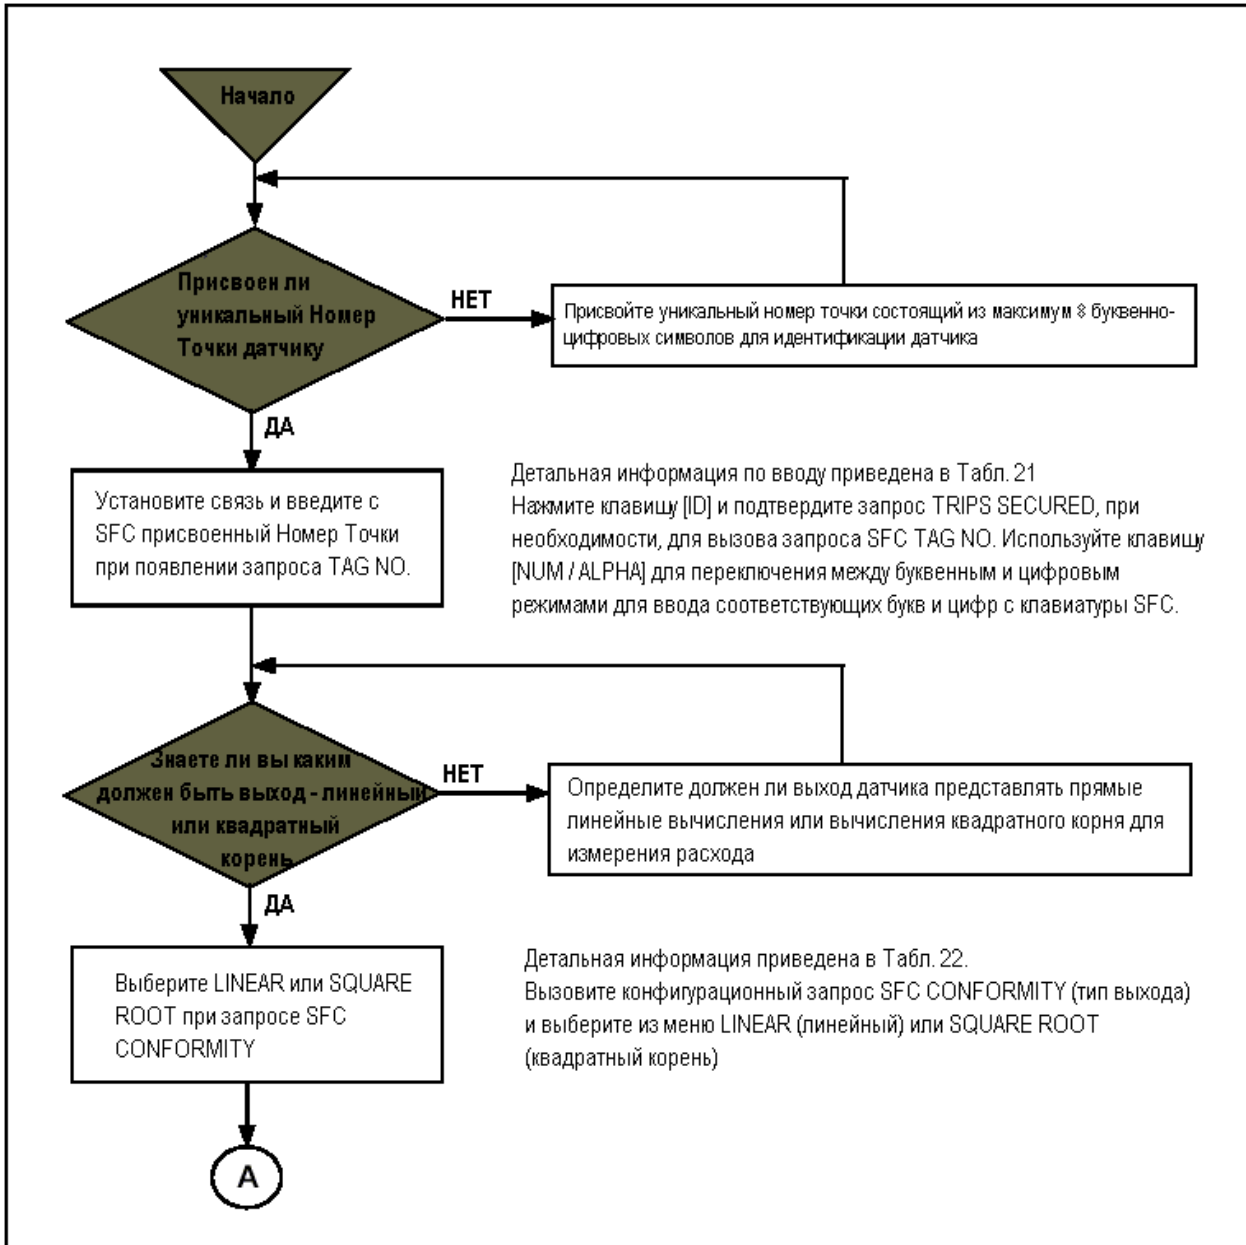 Начало
Присвоен ли
уникальный Номер
Точки датчику
НЕТ
Присвойте уникальный номер точки состоящий из максимум 8 буквенно-
цифровых символов для идентификации датчика
ДА
Установите связь и введите с
SFC присвоенный Номер Точки
при появлении запроса TAG NO.
Детальная информация по вводу приведена в Табл. 21
Нажмите клавишу [ID] и подтвердите запрос TRIPS SECURED, при
необходимости, для вызова запроса SFC TAG NO. Используйте клавишу
[NUM / ALPHA] для переключения между буквенным и цифровым
режимами для ввода соответствующих букв и цифр с клавиатуры SFC.
Знаете ли вы каким
должен быть выход - линейный
или квадратный
корень
НЕТ
Определите должен ли выход датчика представлять прямые
линейные вычисления или вычисления квадратного корня для
измерения расхода
ДА
Выберите LINEAR или SQUARE
ROOT при запросе SFC
CONFORMITY
Детальная информация приведена в Табл. 22.
Вызовите конфигурационный запрос SFC CONFORMITY (тип выхода)
и выберите из меню LINEAR (линейный) или SQUARE ROOT
(квадратный корень)
A